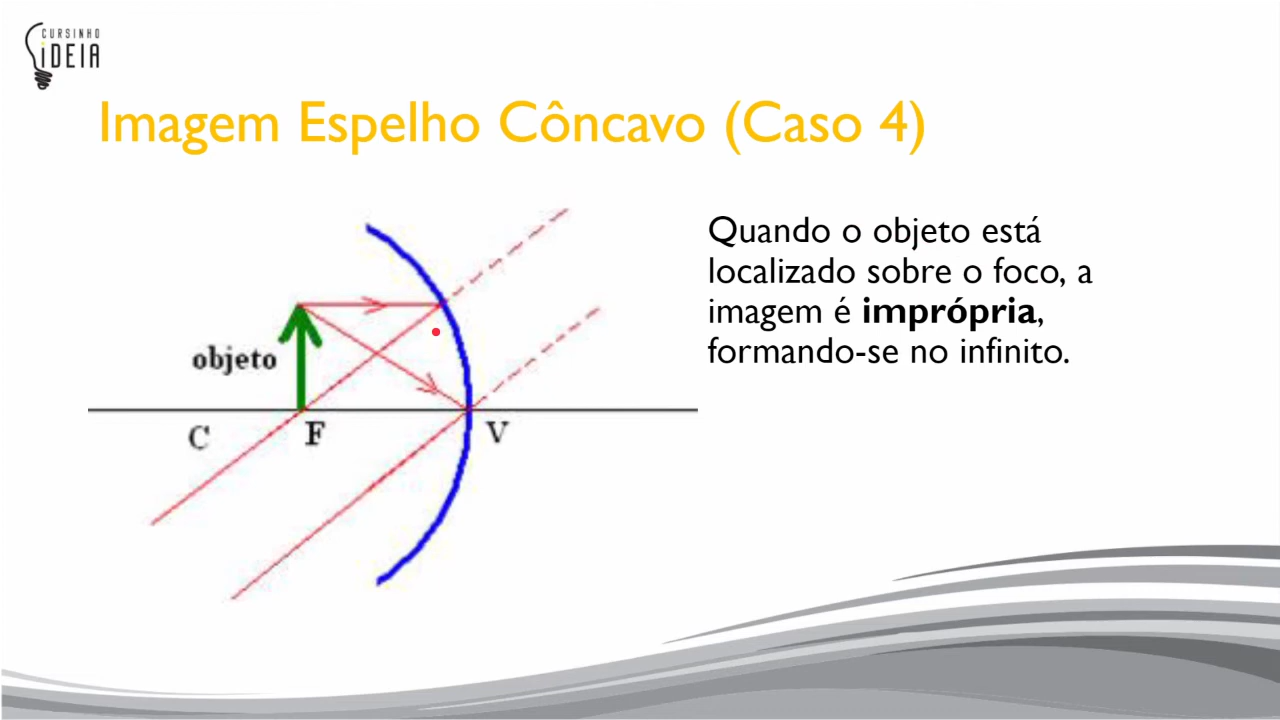 CURSINHO
iDEIA
Imagem Espelho Côncavo (Caso 4)
Quando o objeto está
localizado sobre o foco, a
imagem é imprópria,
formando-se no infinito.
objeto
C
F
V